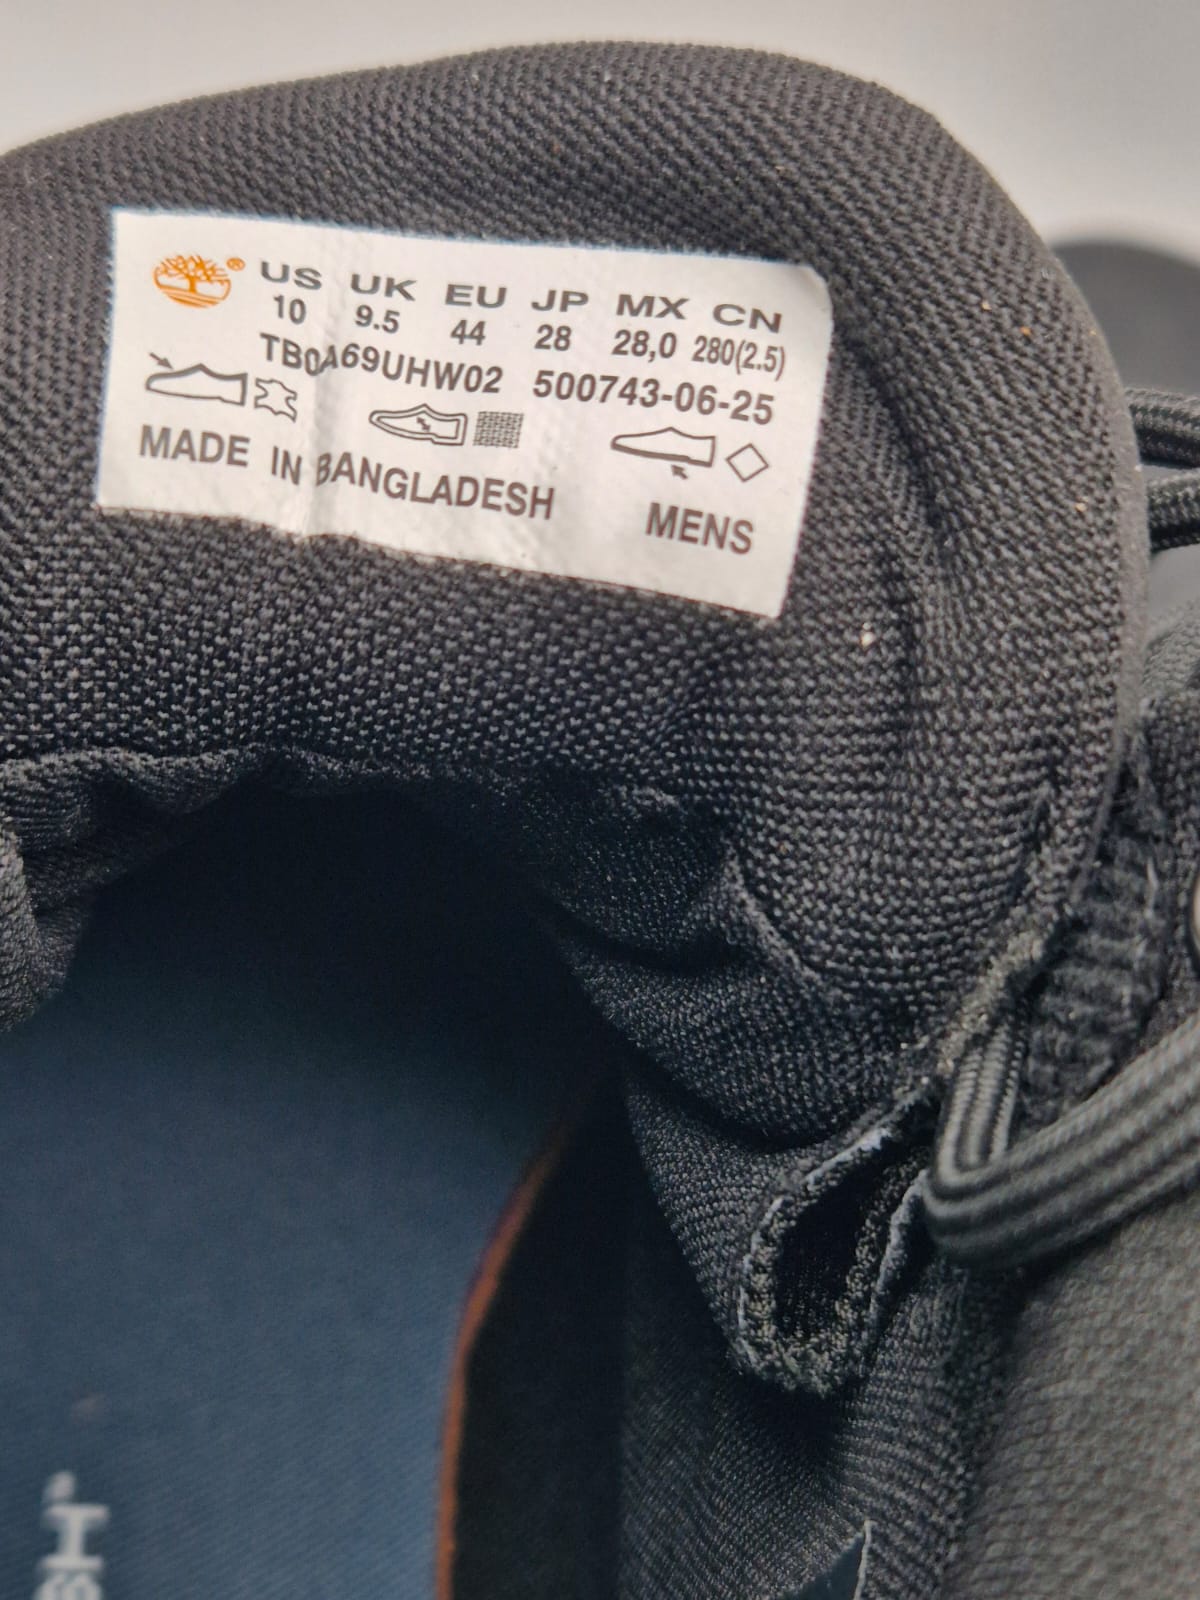 US UK EU JP MX CN
10 9.5 44 28 28,0 280(2.5)
TB0A69UHW02 500743-06-25
MADE IN BANGLADESH MENS